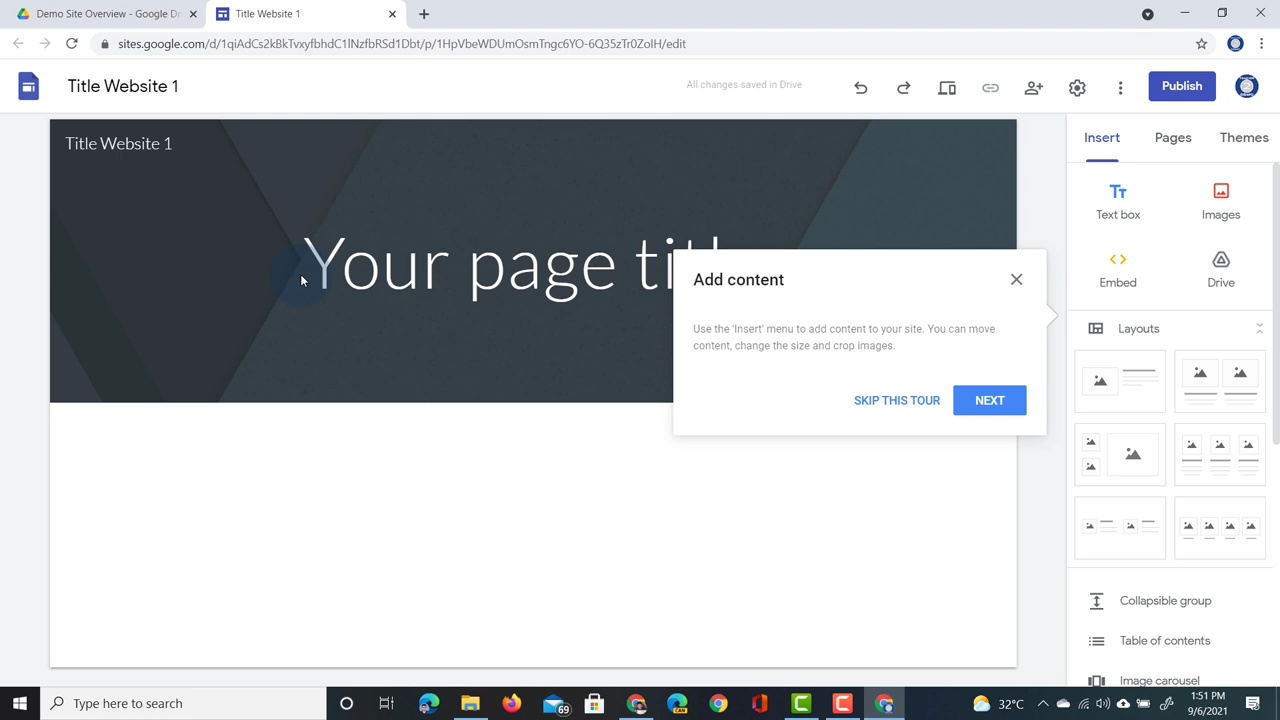 Demo Site Overview - Google Dr
Title Website 1
sites.google.com/d/1qiAdCs2kBkTvxyfbhdC1lNzfbRSd1Dbt/p/1HpVbeWDUmOsmTngc6YO-6Q35zTr0ZoIH/edit
Title Website 1
All changes saved in Drive
Publish
Title Website 1
Your page titl
Add content
Use the 'Insert' menu to add content to your site. You can move
content, change the size and crop images.
SKIP THIS TOUR
NEXT
Insert
Pages
Themes
Text box
Images
Embed
Drive
Layouts
Collapsible group
Table of contents
Image carousel
Type here to search
69
CAN
32°C
1:51 PM
9/6/2021